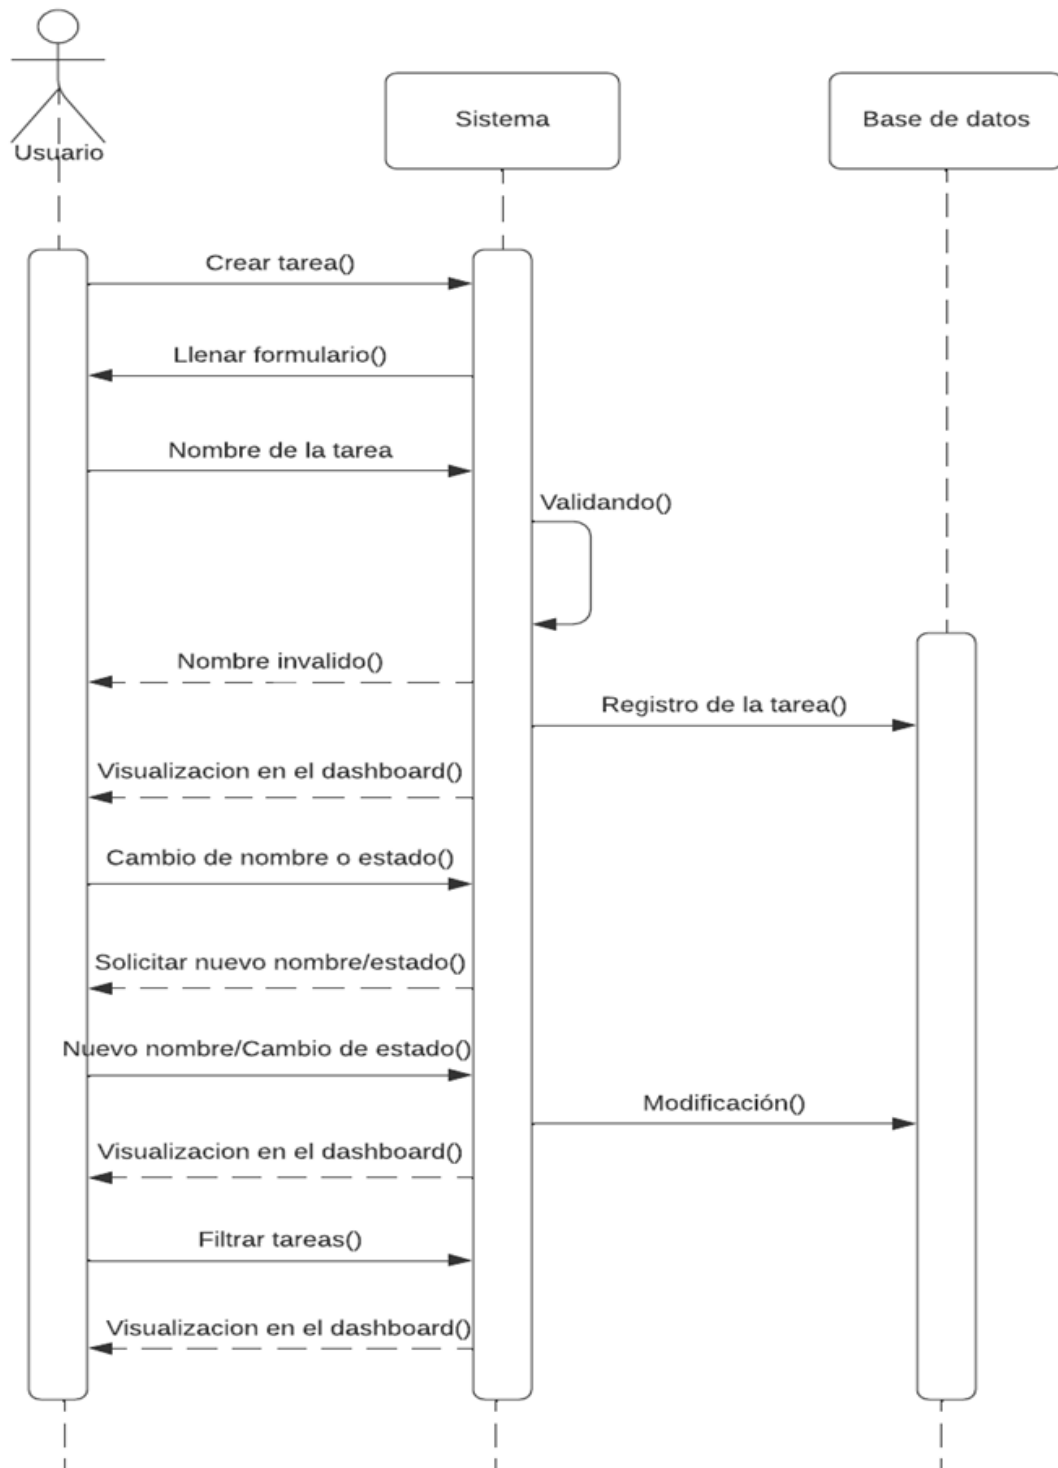 Usuario
Sistema
Base de datos
Crear tarea()
Llenar formulario()
Nombre de la tarea
Validando()
Nombre invalido()
Registro de la tarea()
Visualizacion en el dashboard()
Cambio de nombre o estado()
Solicitar nuevo nombre/estado()
Nuevo nombre/Cambio de estado()
Modificación()
Visualizacion en el dashboard()
Filtrar tareas()
Visualizacion en el dashboard()